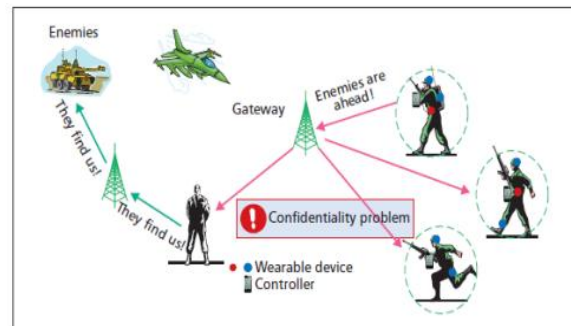 Enemies
Gateway
Enemies are
ahead!
They find us!
They find us!
! Confidentiality problem
Wearable device
Controller